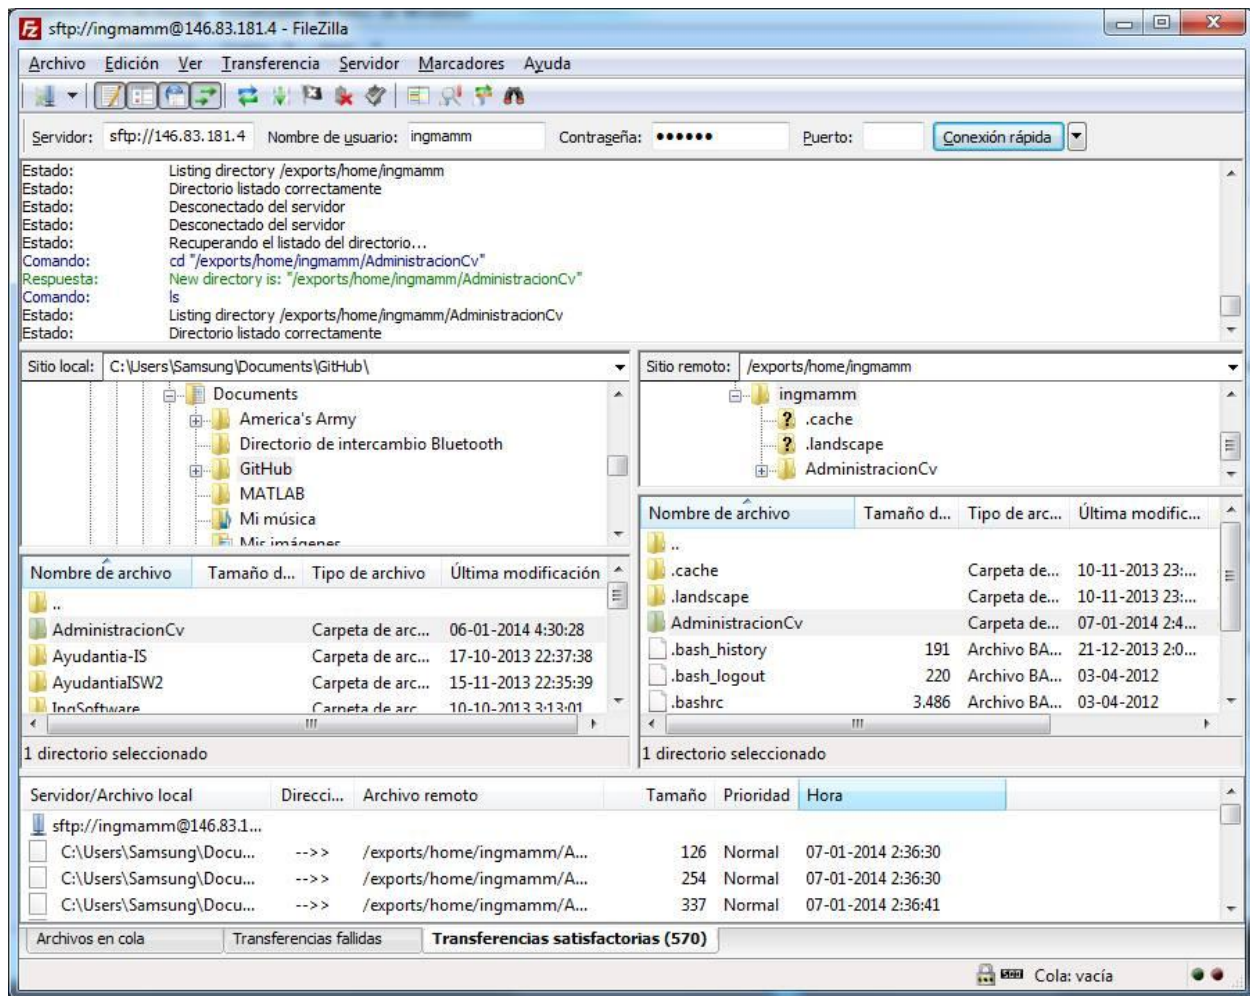 sftp://ingmamm@146.83.181.4 - FileZilla
Archivo Edición Ver Transferencia Servidor Marcadores Ayuda
Servidor: sftp://146.83.181.4 Nombre de usuario: ingmamm Contraseña: ●●●●●● Puerto: Conexión rápida
Estado: Listing directory /exports/home/ingmamm
Estado: Directorio listado correctamente
Estado: Desconectado del servidor
Estado: Desconectado del servidor
Estado: Recuperando el listado del directorio...
Comando: cd "/exports/home/ingmamm/AdministracionCv"
Respuesta: New directory is: "/exports/home/ingmamm/AdministracionCv"
Comando: ls
Estado: Listing directory /exports/home/ingmamm/AdministracionCv
Estado: Directorio listado correctamente
Sitio local: C:\Users\Samsung\Documents\GitHub\
Documents
America's Army
Directorio de intercambio Bluetooth
GitHub
MATLAB
Mi música
Mis imágenes
Nombre de archivo Tamaño d... Tipo de archivo Última modificación
..
AdministracionCv Carpeta de arc... 06-01-2014 4:30:28
Ayudantia-IS Carpeta de arc... 17-10-2013 22:37:38
AyudantiaISW2 Carpeta de arc... 15-11-2013 22:35:39
IngSoftware Carpeta de arc... 10-10-2013 3:13:01
1 directorio seleccionado
Sitio remoto: /exports/home/ingmamm
ingmamm
.cache
.landscape
AdministracionCv
Nombre de archivo Tamaño d... Tipo de arc... Última modific...
..
.cache Carpeta de... 10-11-2013 23:...
.landscape Carpeta de... 10-11-2013 23:...
AdministracionCv Carpeta de... 07-01-2014 2:4...
.bash_history 191 Archivo BA... 21-12-2013 2:0...
.bash_logout 220 Archivo BA... 03-04-2012
.bashrc 3.486 Archivo BA... 03-04-2012
1 directorio seleccionado
Servidor/Archivo local Direcci... Archivo remoto Tamaño Prioridad Hora
sftp://ingmamm@146.83.1...
C:\Users\Samsung\Docu... -->> /exports/home/ingmamm/A... 126 Normal 07-01-2014 2:36:30
C:\Users\Samsung\Docu... -->> /exports/home/ingmamm/A... 254 Normal 07-01-2014 2:36:30
C:\Users\Samsung\Docu... -->> /exports/home/ingmamm/A... 337 Normal 07-01-2014 2:36:41
Archivos en cola Transferencias fallidas Transferencias satisfactorias (570)
Cola: vacía